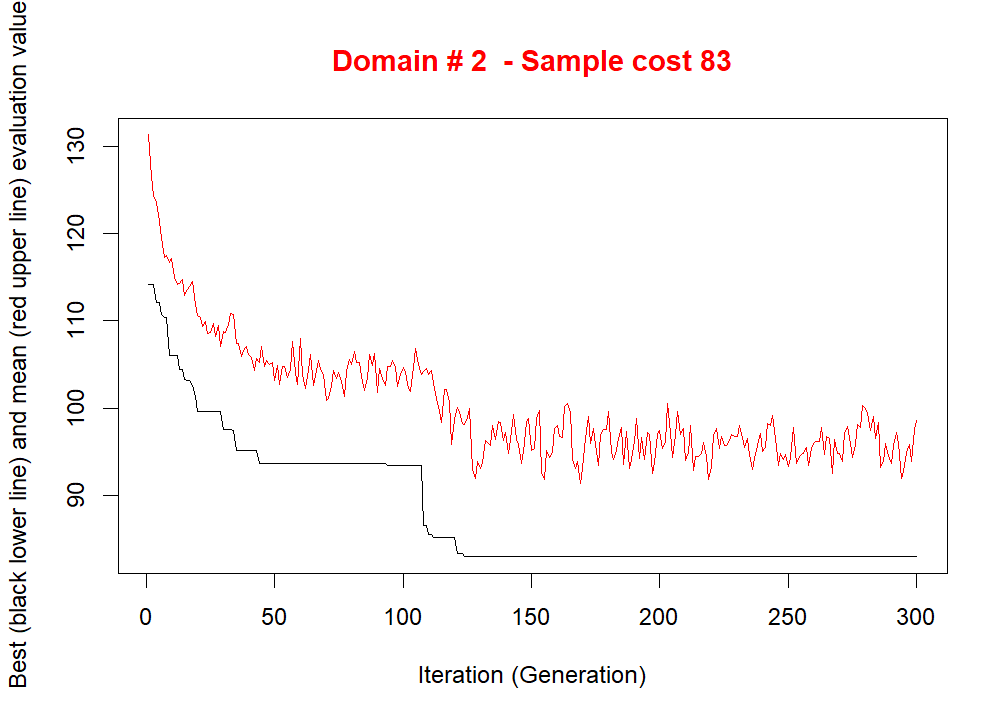 Domain # 2  - Sample cost 83
Best (black lower line) and mean (red upper line) evaluation value
130
120
110
100
90
0 50 100 150 200 250 300
Iteration (Generation)